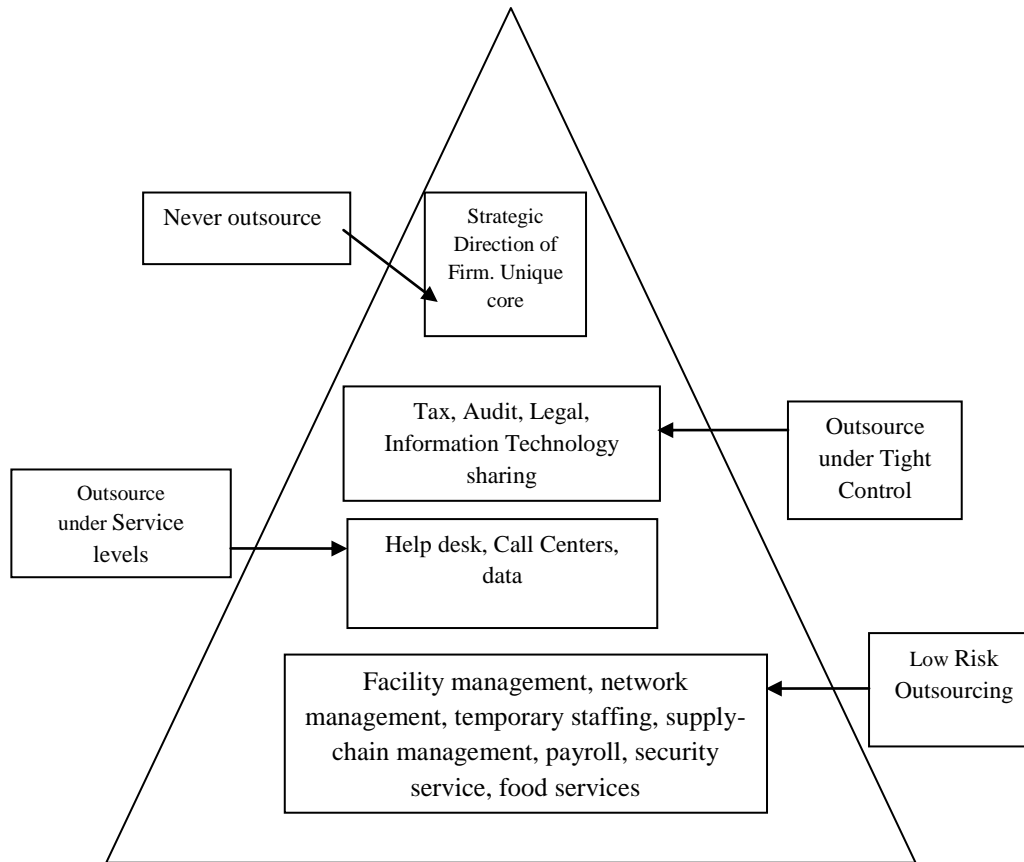 Never outsource
Strategic
Direction of
Firm. Unique
core
Tax, Audit, Legal,
Information Technology
sharing
Outsource
under Tight
Control
Outsource
under Service
levels
Help desk, Call Centers,
data
Low Risk
Outsourcing
Facility management, network
management, temporary staffing, supply-
chain management, payroll, security
service, food services